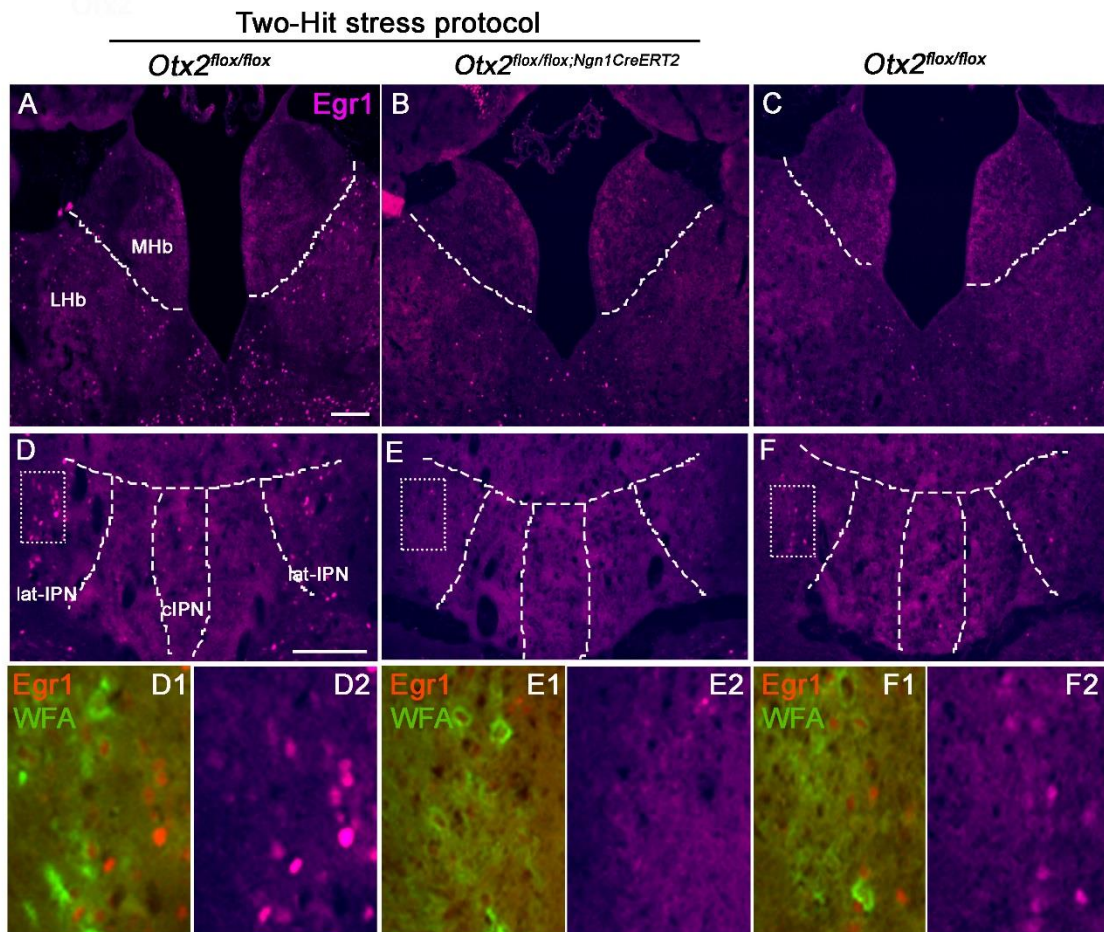 Two-Hit stress protocol
Otx2flox/flox
Otx2flox/flox;Ngn1CreERT2
Otx2flox/flox
A
Egr1
B
C
MHb
LHb
D
E
F
lat-IPN
cIPN
lat-IPN
Egr1
D1
D2
Egr1
E1
E2
Egr1
F1
F2
WFA
WFA
WFA